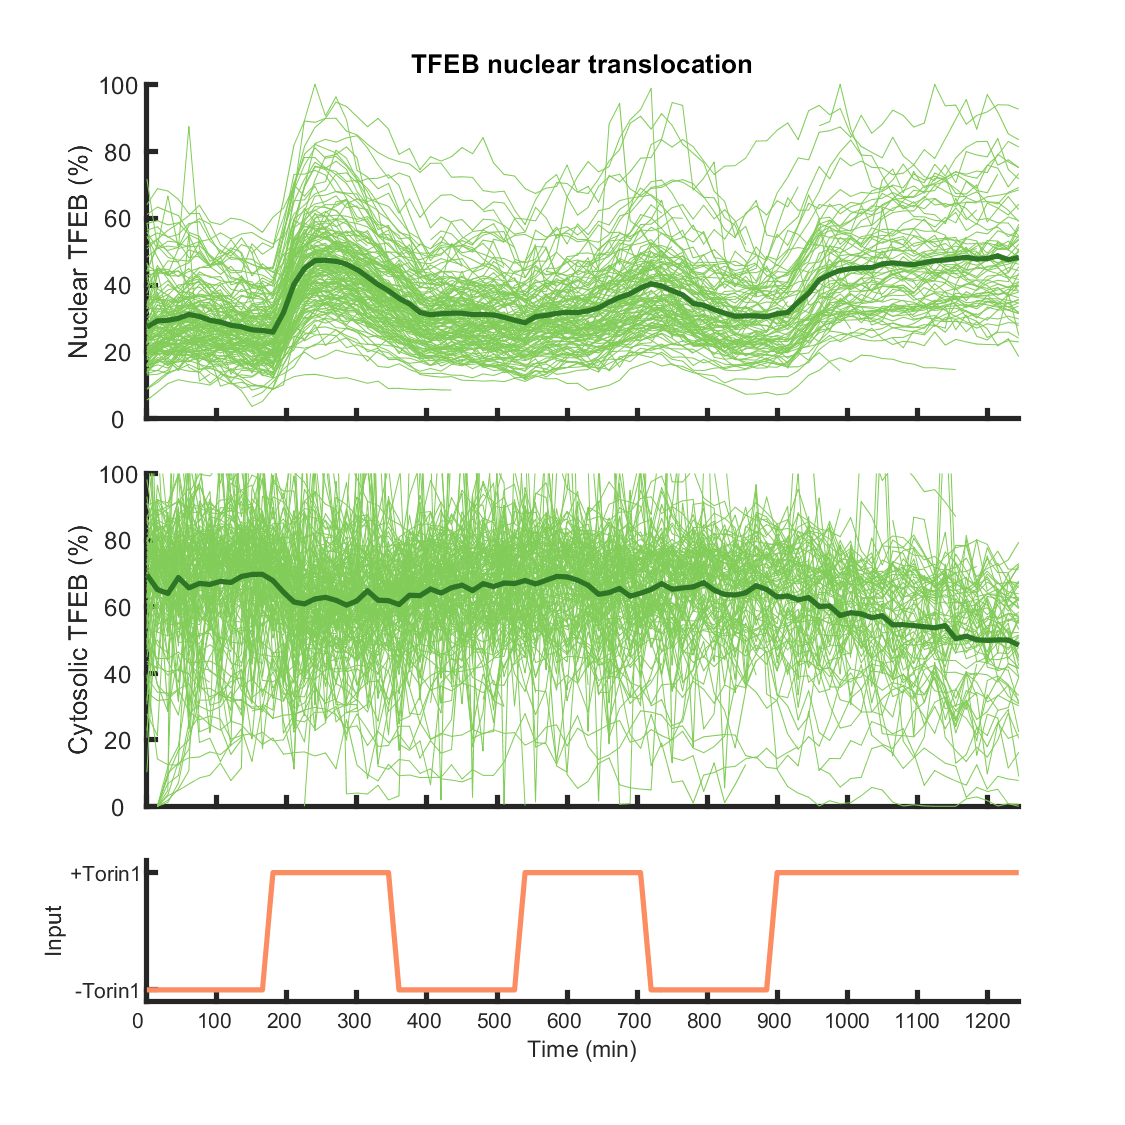 TFEB nuclear translocation
Nuclear TFEB (%)
100
80
60
40
20
0
Cytosolic TFEB (%)
100
80
60
40
20
0
Input
+Torin1
-Torin1
0 100 200 300 400 500 600 700 800 900 1000 1100 1200
Time (min)